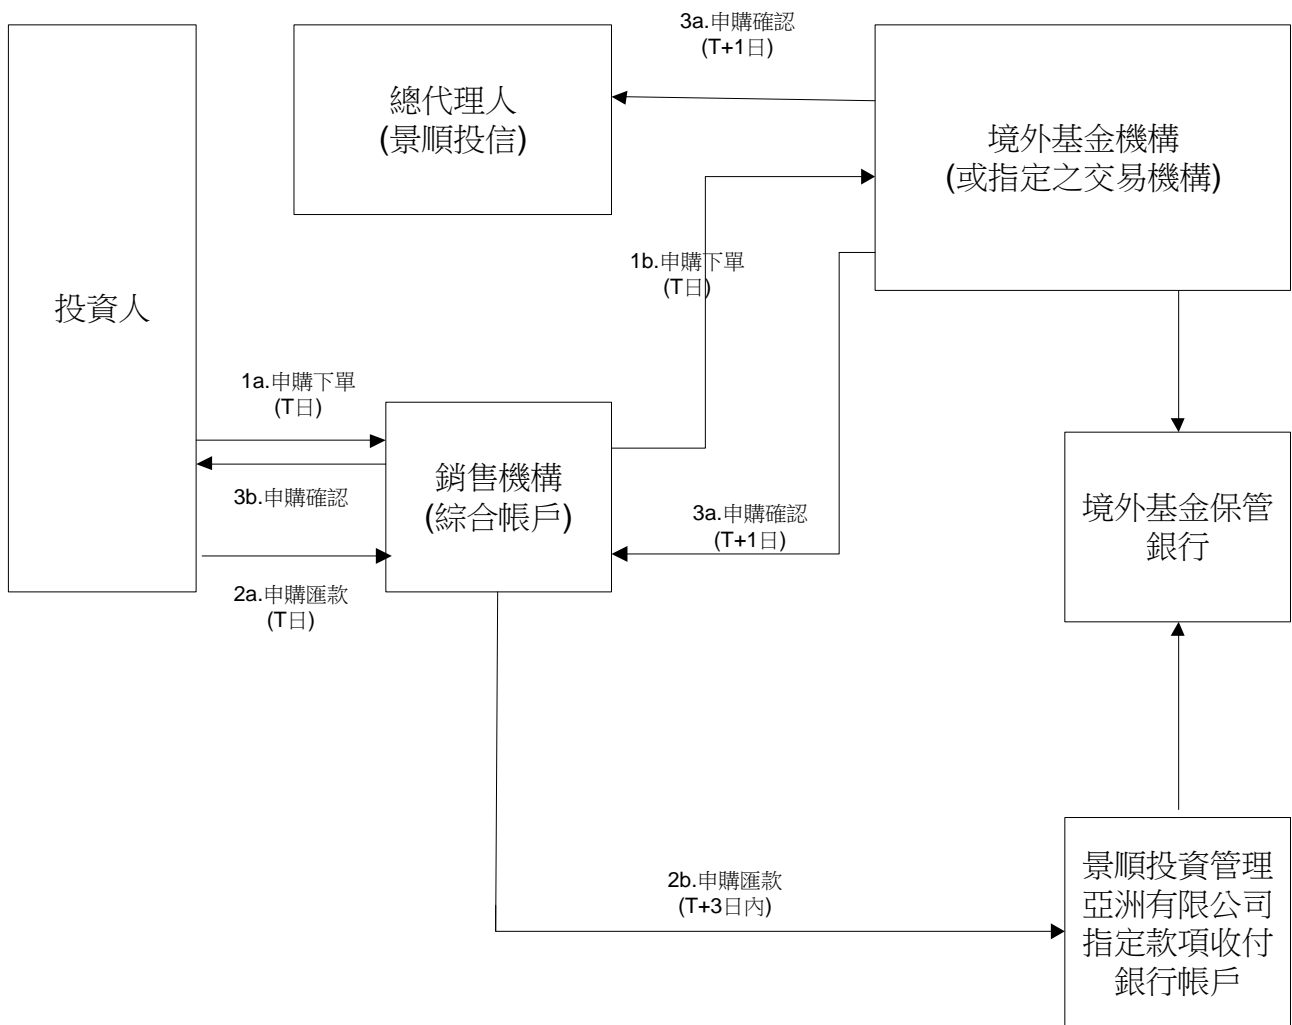 3a.申購確認
(T+1日)
總代理人
(景順投信)
境外基金機構
(或指定之交易機構)
1b.申購下單
(T日)
投資人
1a.申購下單
(T日)
銷售機構
(綜合帳戶)
3b.申購確認
3a.申購確認
(T+1日)
境外基金保管
銀行
2a.申購匯款
(T日)
2b.申購匯款
(T+3日內)
景順投資管理
亞洲有限公司
指定款項收付
銀行帳戶